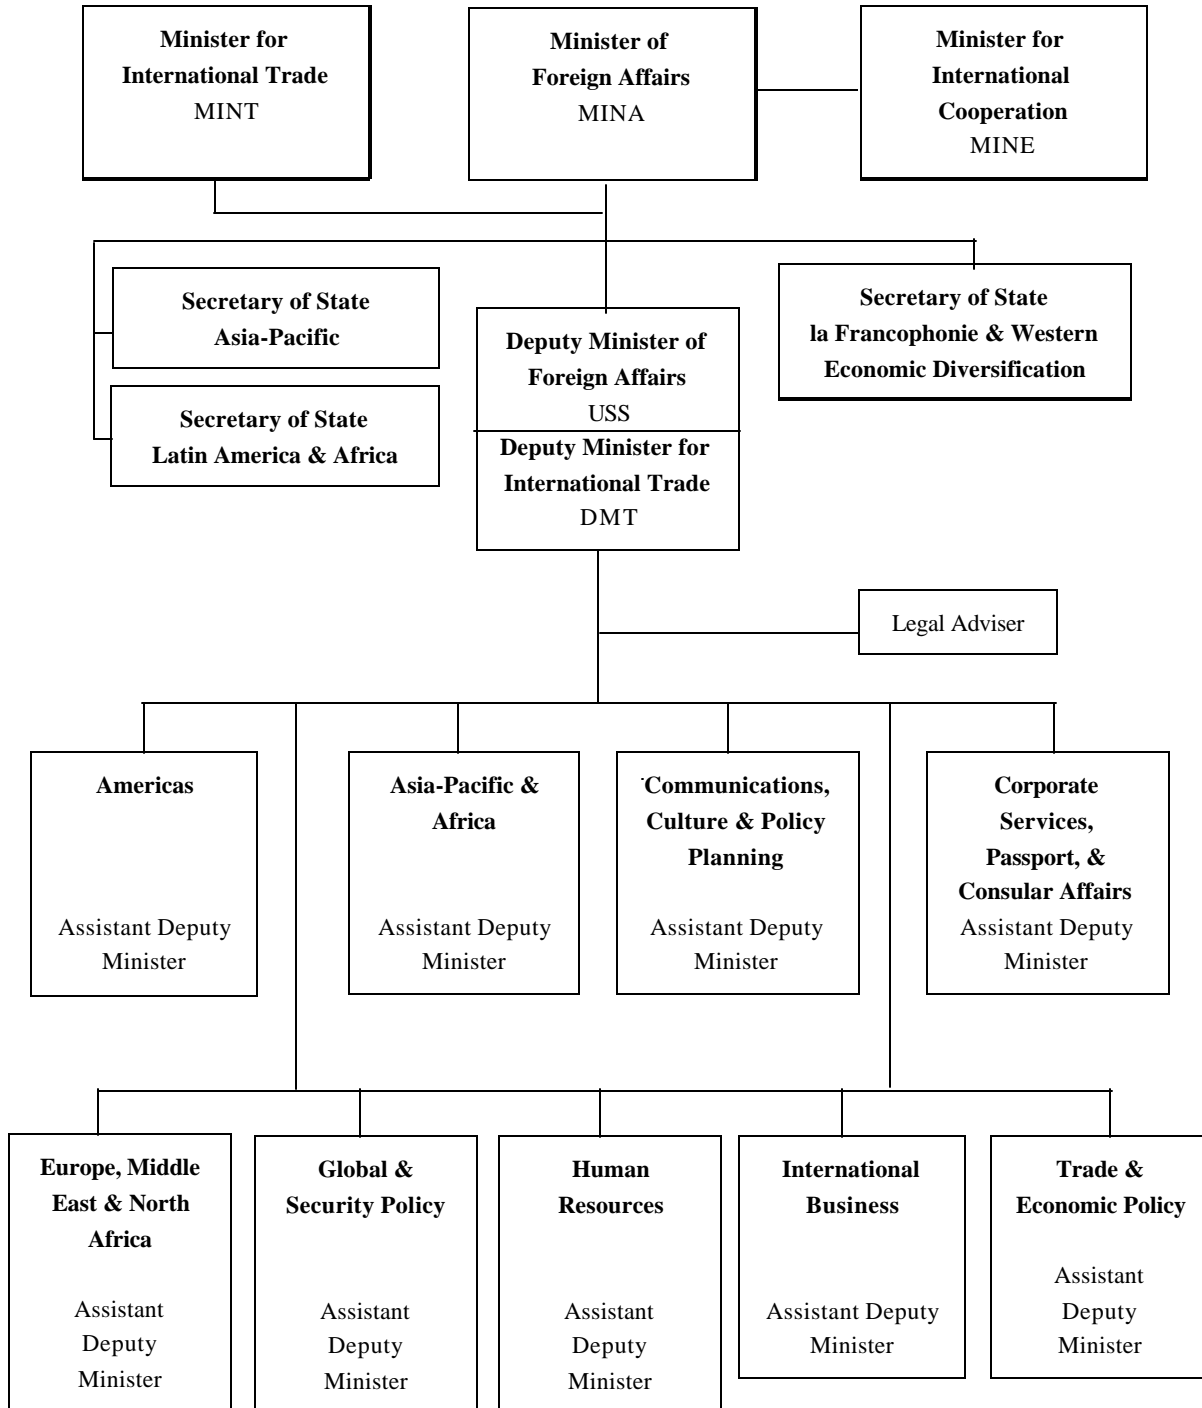 Minister for
International Trade
MINT
Minister of
Foreign Affairs
MINA
Minister for
International
Cooperation
MINE
Secretary of State
Asia-Pacific
Secretary of State
Latin America & Africa
Deputy Minister of
Foreign Affairs
USS
Deputy Minister for
International Trade
DMT
Secretary of State
la Francophonie & Western
Economic Diversification
Legal Adviser
Americas
Assistant Deputy
Minister
Asia-Pacific &
Africa
Assistant Deputy
Minister
Communications,
Culture & Policy
Planning
Assistant Deputy
Minister
Corporate
Services,
Passport, &
Consular Affairs
Assistant Deputy
Minister
Europe, Middle
East & North
Africa
Assistant
Deputy
Minister
Global &
Security Policy
Assistant
Deputy
Minister
Human
Resources
Assistant
Deputy
Minister
International
Business
Assistant Deputy
Minister
Trade &
Economic Policy
Assistant
Deputy
Minister